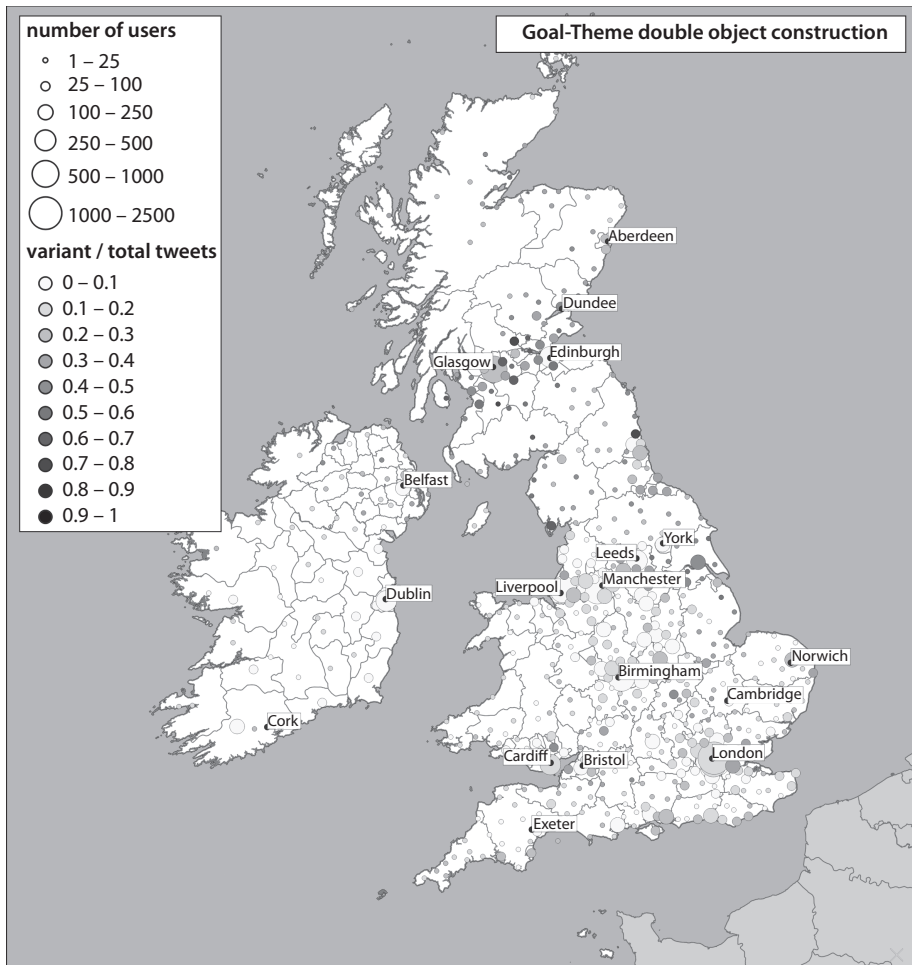 number of users
1 – 25
25 – 100
100 – 250
250 – 500
500 – 1000
1000 – 2500
variant / total tweets
0 – 0.1
0.1 – 0.2
0.2 – 0.3
0.3 – 0.4
0.4 – 0.5
0.5 – 0.6
0.6 – 0.7
0.7 – 0.8
0.8 – 0.9
0.9 – 1
Goal-Theme double object construction
Aberdeen
Dundee
Edinburgh
Glasgow
Belfast
York
Leeds
Manchester
Liverpool
Dublin
Norwich
Birmingham
Cambridge
Cork
London
Cardiff
Bristol
Exeter